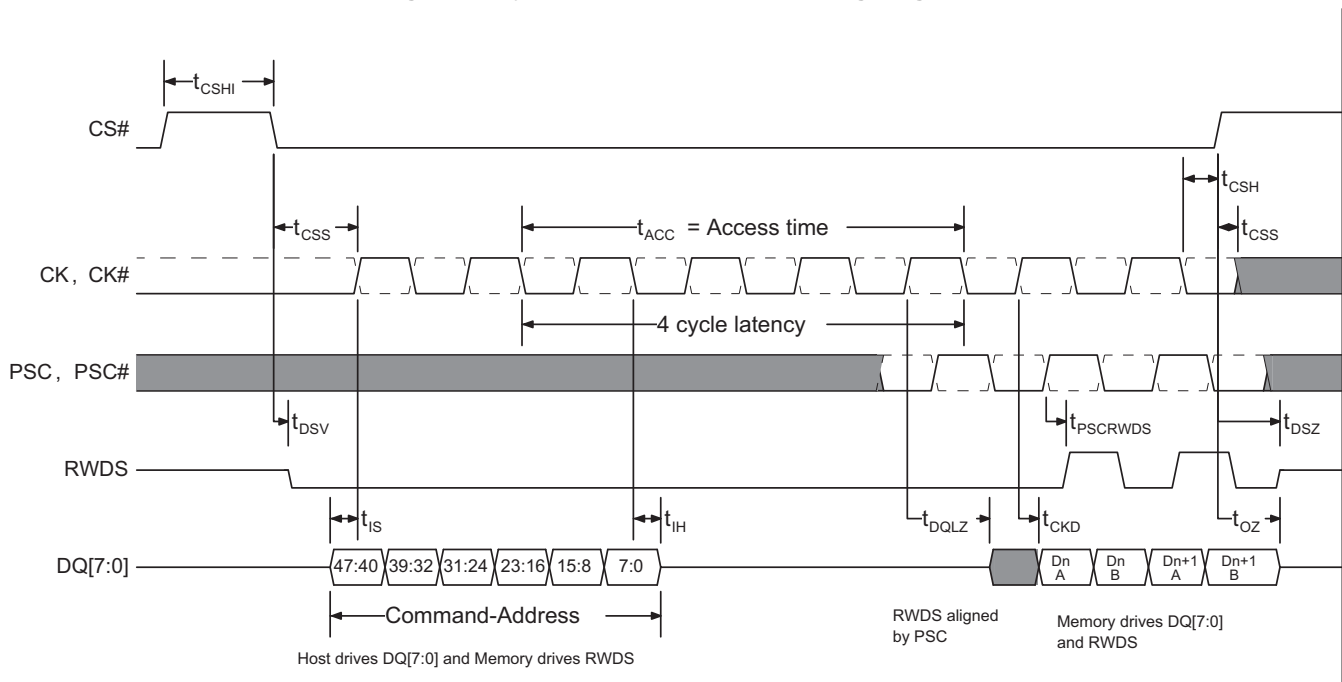 tCSHI
CS#
tCSH
tCSS
tACC = Access time
tCSS
CK, CK#
4 cycle latency
PSC, PSC#
tDSV
tPSCRWDS
tDSZ
RWDS
tIS
tIH
tDQLZ
tCKD
tOZ
DQ[7:0]
47:40 39:32 31:24 23:16 15:8 7:0
Dn A
Dn B
Dn+1 A
Dn+1 B
Command-Address
RWDS aligned
by PSC
Memory drives DQ[7:0]
and RWDS
Host drives DQ[7:0] and Memory drives RWDS